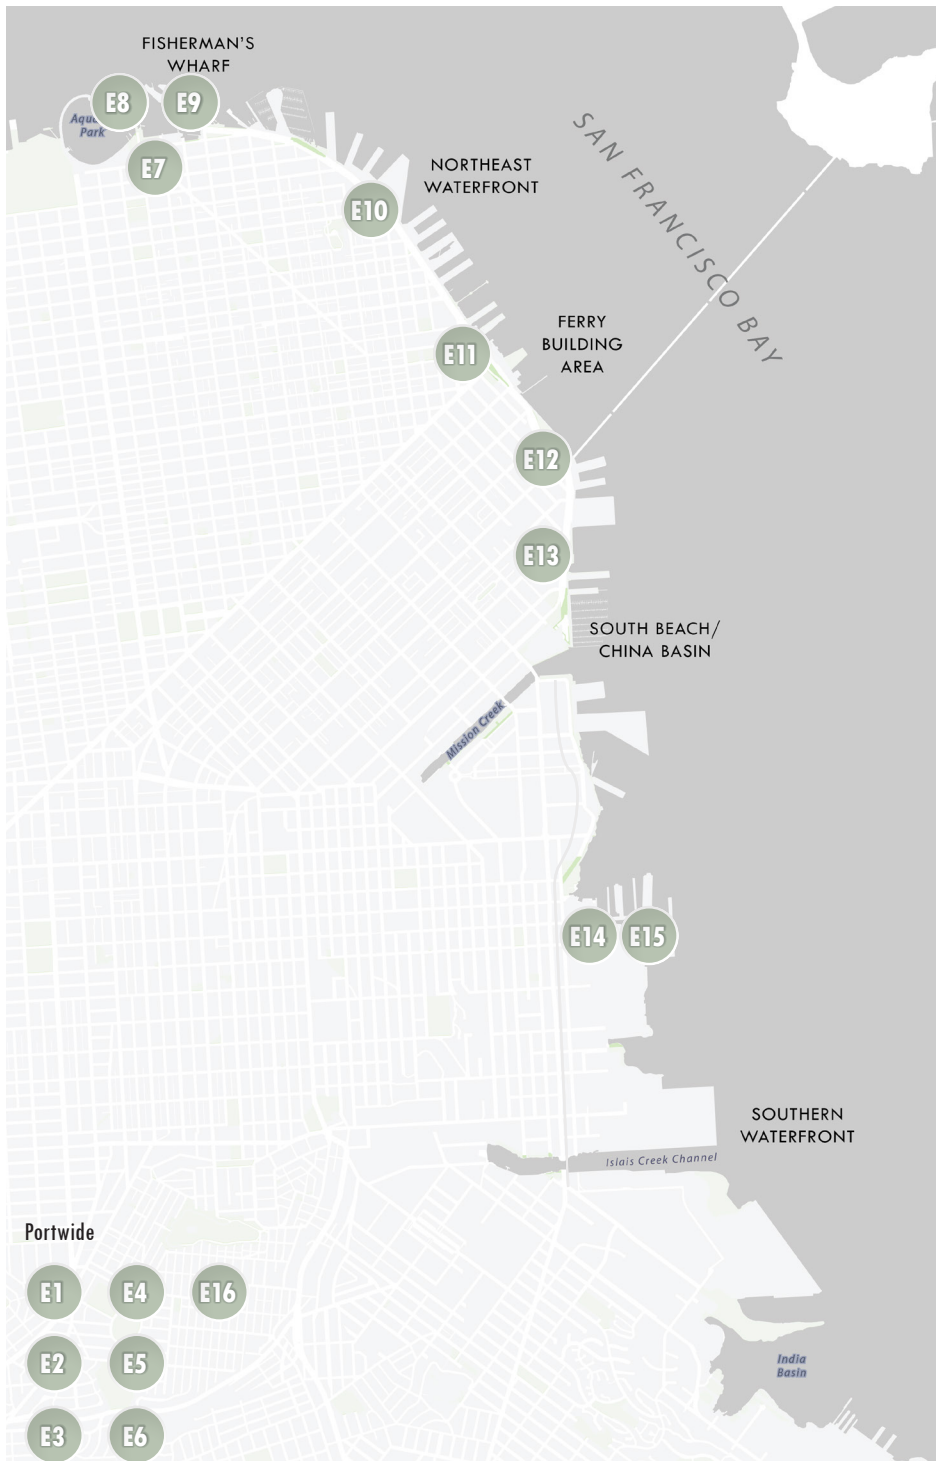 FISHERMAN'S
WHARF
E8
E9
Park
E7
NORTHEAST
WATERFRONT
E10
SAN FRANCISCO BAY
FERRY
BUILDING
AREA
E11
E12
E13
SOUTH BEACH/
CHINA BASIN
Mission Creek
E14
E15
SOUTHERN
WATERFRONT
Islais Creek Channel
Portwide
E1
E4
E16
E2
E5
India
Basin
E3
E6